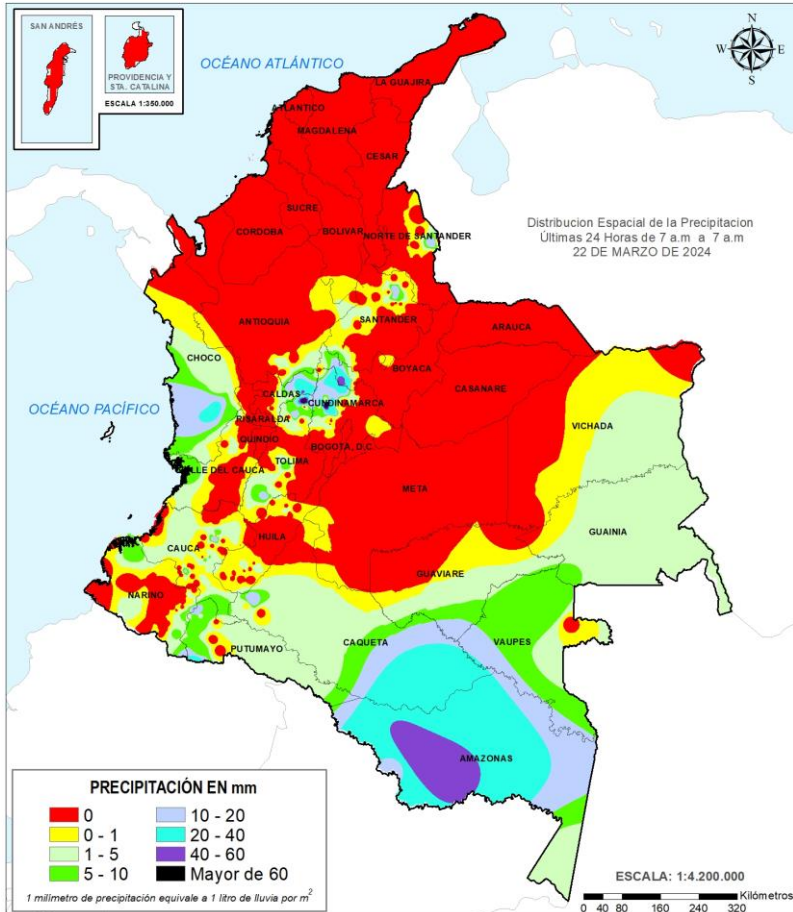 SAN ANDRÉS
PROVIDENCIA Y
STA. CATALINA
ESCALA 1:350.000
OCÉANO ATLÁNTICO
N
W
E
S
LA GUAJIRA
ATLANTICO
MAGDALENA
CESAR
SUCRE
CORDOBA
BOLIVAR
NORTE DE SANTANDER
Distribucion Espacial de la Precipitacion
Últimas 24 Horas de 7 a.m a 7 a.m
22 DE MARZO DE 2024
ANTIOQUIA
SANTANDER
ARAUCA
CHOCO
BOYACA
CASANARE
CALDAS
CUNDINAMARCA
OCÉANO PACÍFICO
RISARALDA
VICHADA
QUINDIO
BOGOTA, D.C.
TOLIMA
VALLE DEL CAUCA
META
GUAINIA
HUILA
CAUCA
GUAVIARE
NARIÑO
CAQUETA
VAUPES
PUTUMAYO
AMAZONAS
PRECIPITACIÓN EN mm
0
0 - 1
1 - 5
5 - 10
10 - 20
20 - 40
40 - 60
Mayor de 60
1 milimetro de precipitación equivale a 1 litro de lluvia por m²
ESCALA: 1:4.200.000
Kilómetros
0 40 80 160 240 320